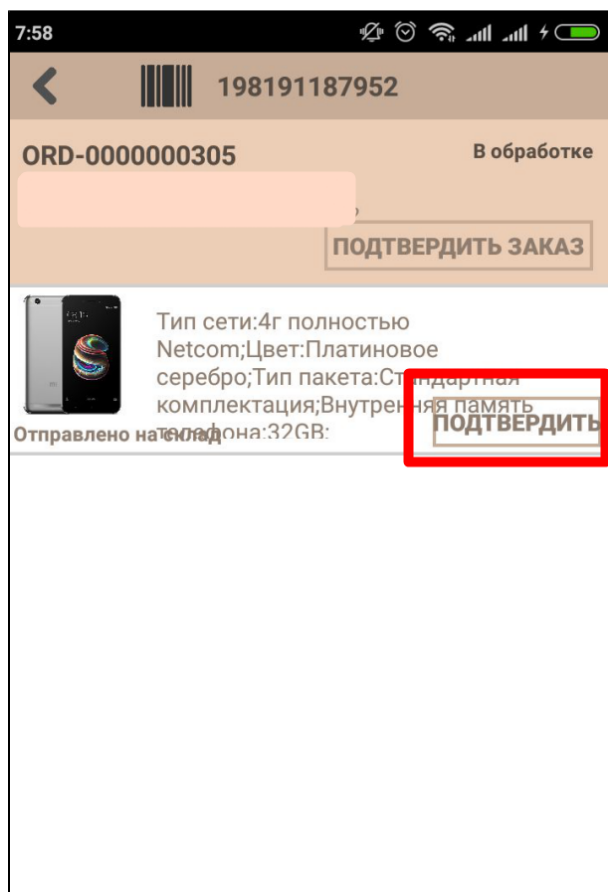 7:58
198191187952
ORD-0000000305
В обработке
ПОДТВЕРДИТЬ ЗАКАЗ
Тип сети:4г полностью
Netcom;Цвет:Платиновое
серебро;Тип пакета:Стандартная
комплектация;Внутренняя память
телефона:32GB;
ПОДТВЕРДИТЬ
Отправлено на склад